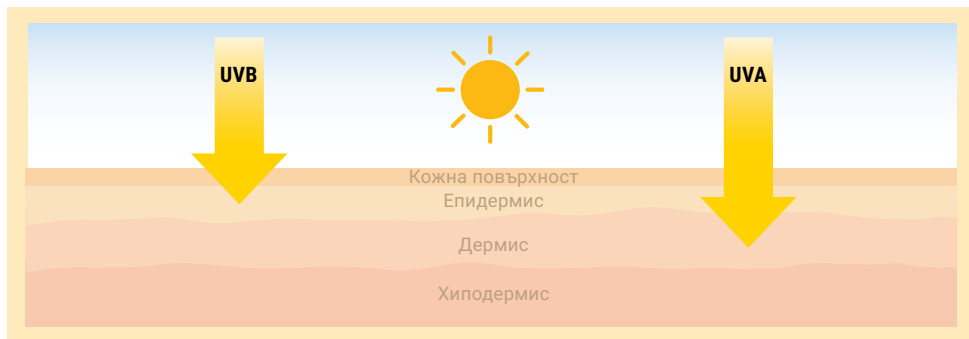 UVB
UVA
Кожна повърхност
Епидермис
Дермис
Хиподермис